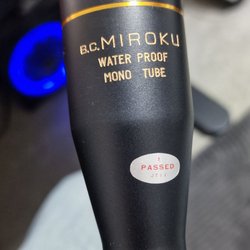 B.C. MIROKU
WATER PROOF
MONO TUBE
PASSED